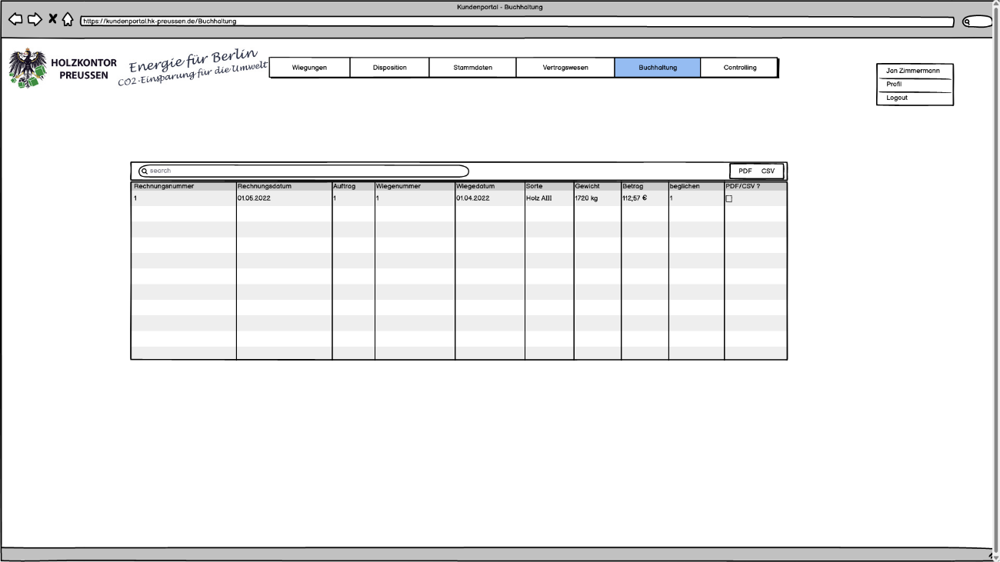 Kundenportal - Buchhaltung
https://kundenportal.hk-preussen.de/Buchhaltung
HOLZKONTOR
PREUSSEN
Energie für Berlin
CO2-Einsparung für die Umwelt
Wiegungen Disposition Stammdaten Vertragswesen Buchhaltung Controlling
Jan Zimmermann
Profil
Logout
search PDF CSV
Rechnungsnummer Rechnungsdatum Auftrag Wiegenummer Wiegedatum Sorte Gewicht Betrag beglichen PDF/CSV ?
1 01.05.2022 1 1 01.04.2022 Holz AIII 1720 kg 112,57 € 1